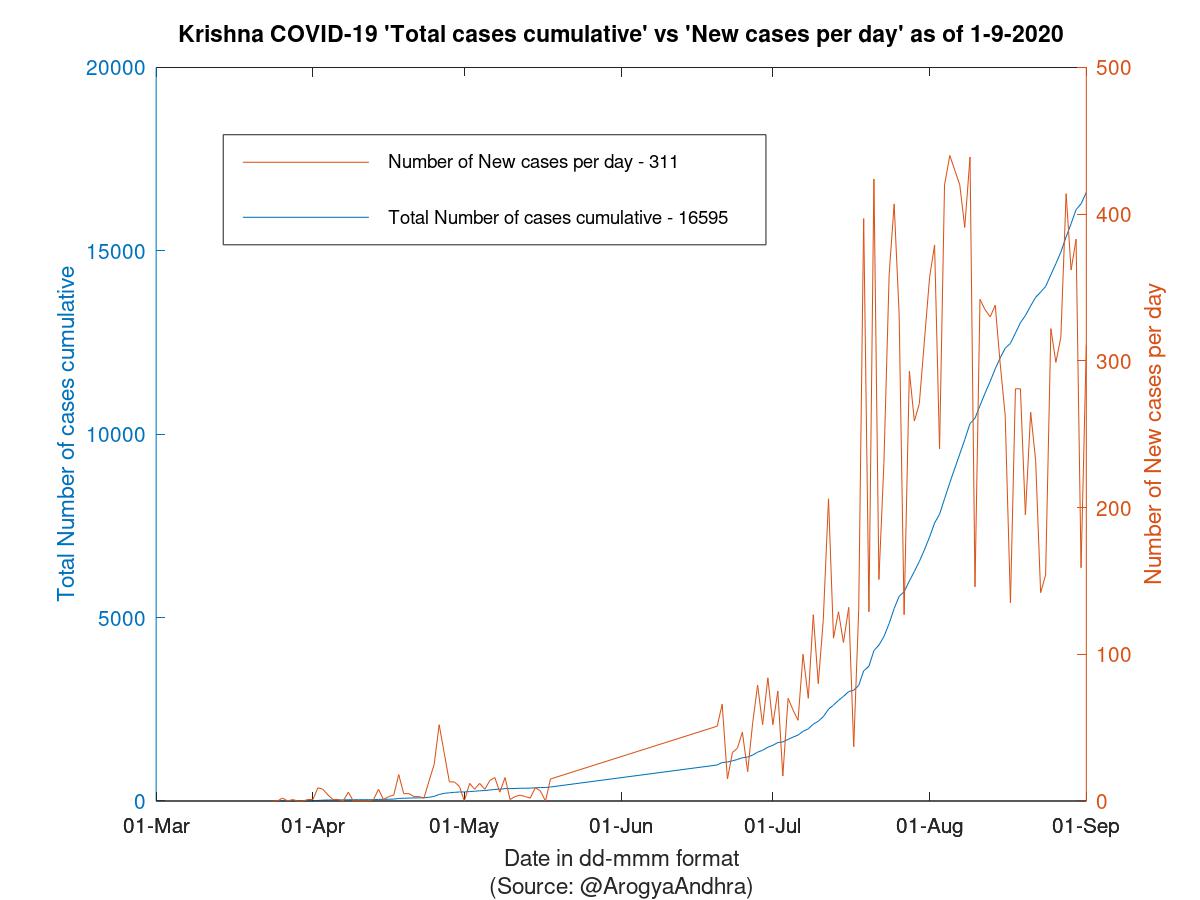 Krishna COVID-19 'Total cases cumulative' vs 'New cases per day' as of 1-9-2020
20000
15000
10000
5000
0
500
400
300
200
100
0
Total Number of cases cumulative
Number of New cases per day
Number of New cases per day - 311
Total Number of cases cumulative - 16595
01-Mar 01-Apr 01-May 01-Jun 01-Jul 01-Aug 01-Sep
Date in dd-mmm format
(Source: @ArogyaAndhra)